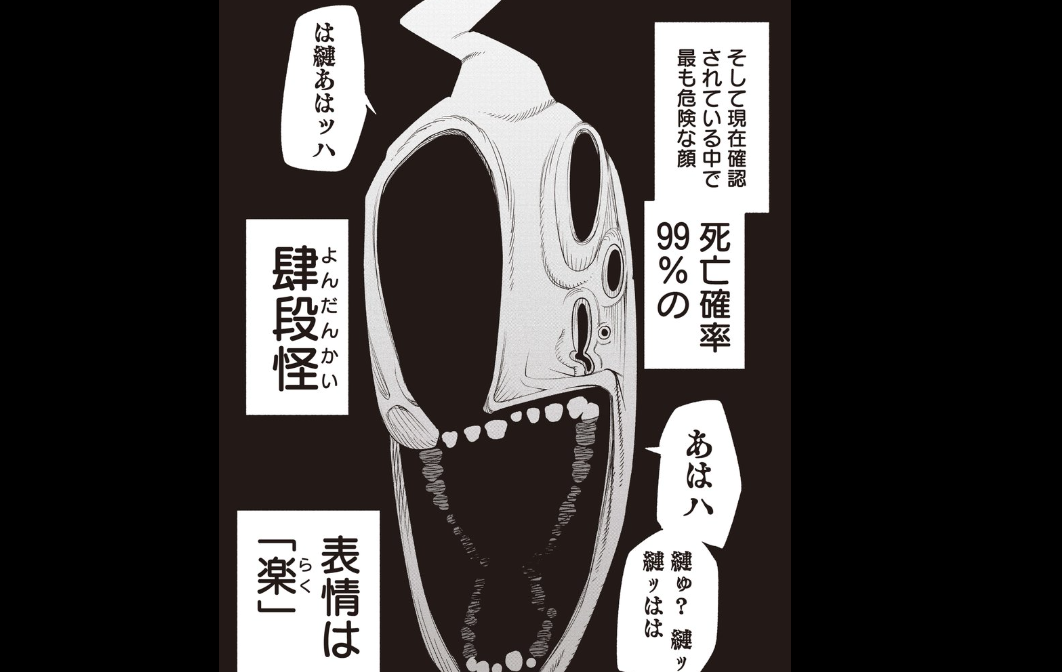 そして現在確認
されている中で
最も危険な顔
死亡確率
99％の
は縺あはッハ
肆段怪
よんだんかい
あはハ
縺ゅ？縺ッ
縺ッはは
表情は
「楽」
らく